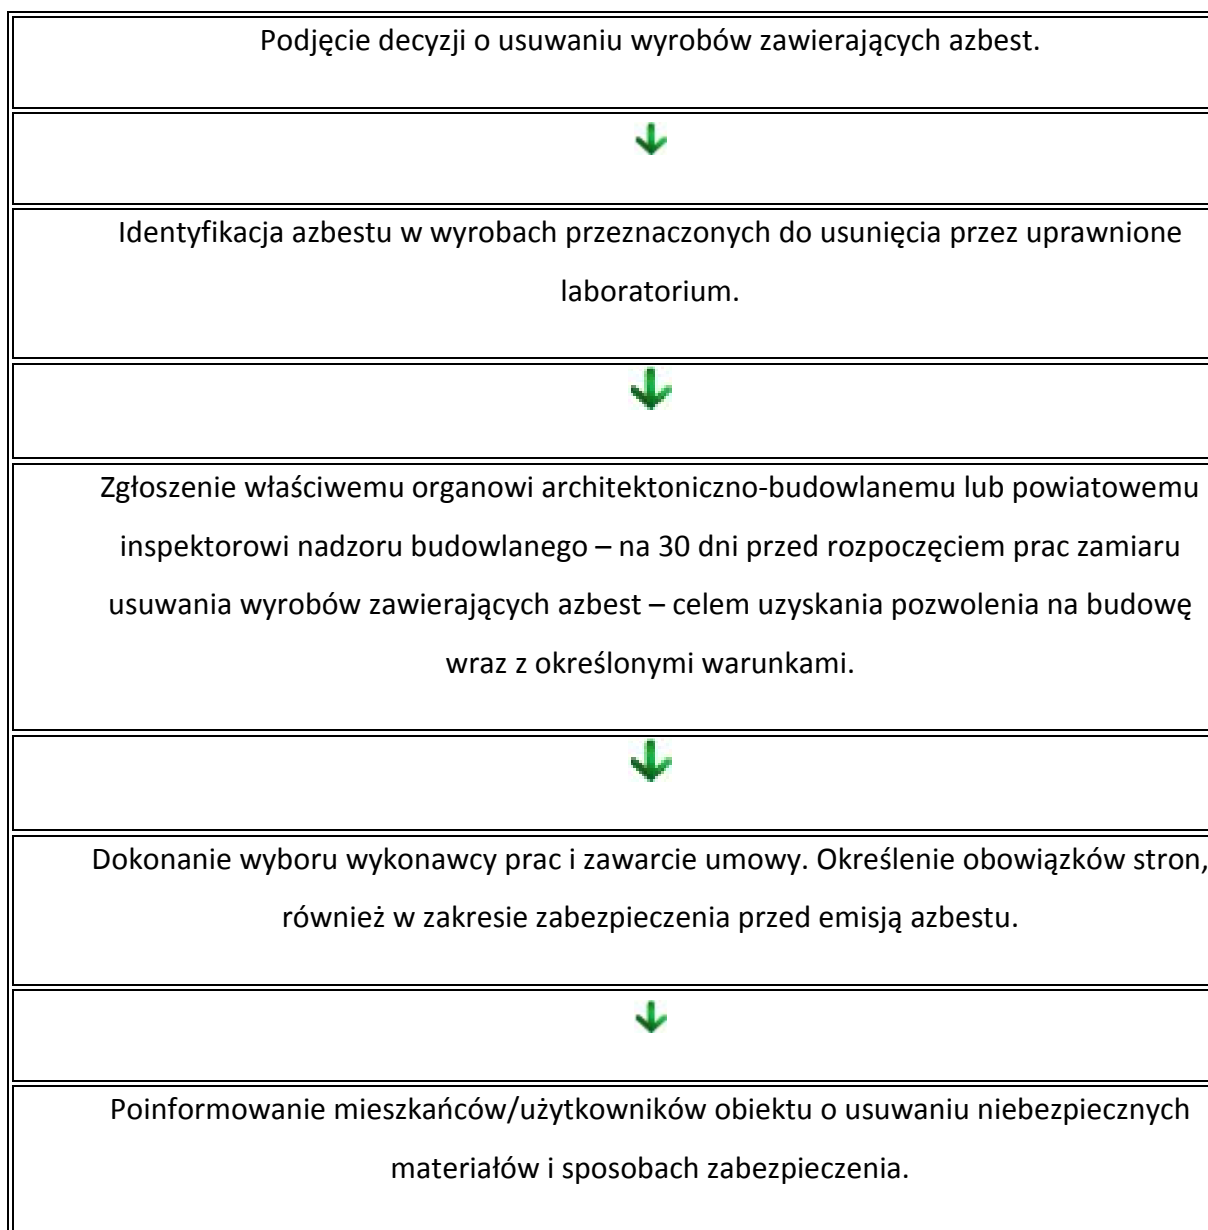 Podjęcie decyzji o usuwaniu wyrobów zawierających azbest.
Identyfikacja azbestu w wyrobach przeznaczonych do usunięcia przez uprawnione
laboratorium.
Zgłoszenie właściwemu organowi architektoniczno-budowlanemu lub powiatowemu
inspektorowi nadzoru budowlanego – na 30 dni przed rozpoczęciem prac zamiaru
usuwania wyrobów zawierających azbest – celem uzyskania pozwolenia na budowę
wraz z określonymi warunkami.
Dokonanie wyboru wykonawcy prac i zawarcie umowy. Określenie obowiązków stron,
również w zakresie zabezpieczenia przed emisją azbestu.
Poinformowanie mieszkańców/użytkowników obiektu o usuwaniu niebezpiecznych
materiałów i sposobach zabezpieczenia.